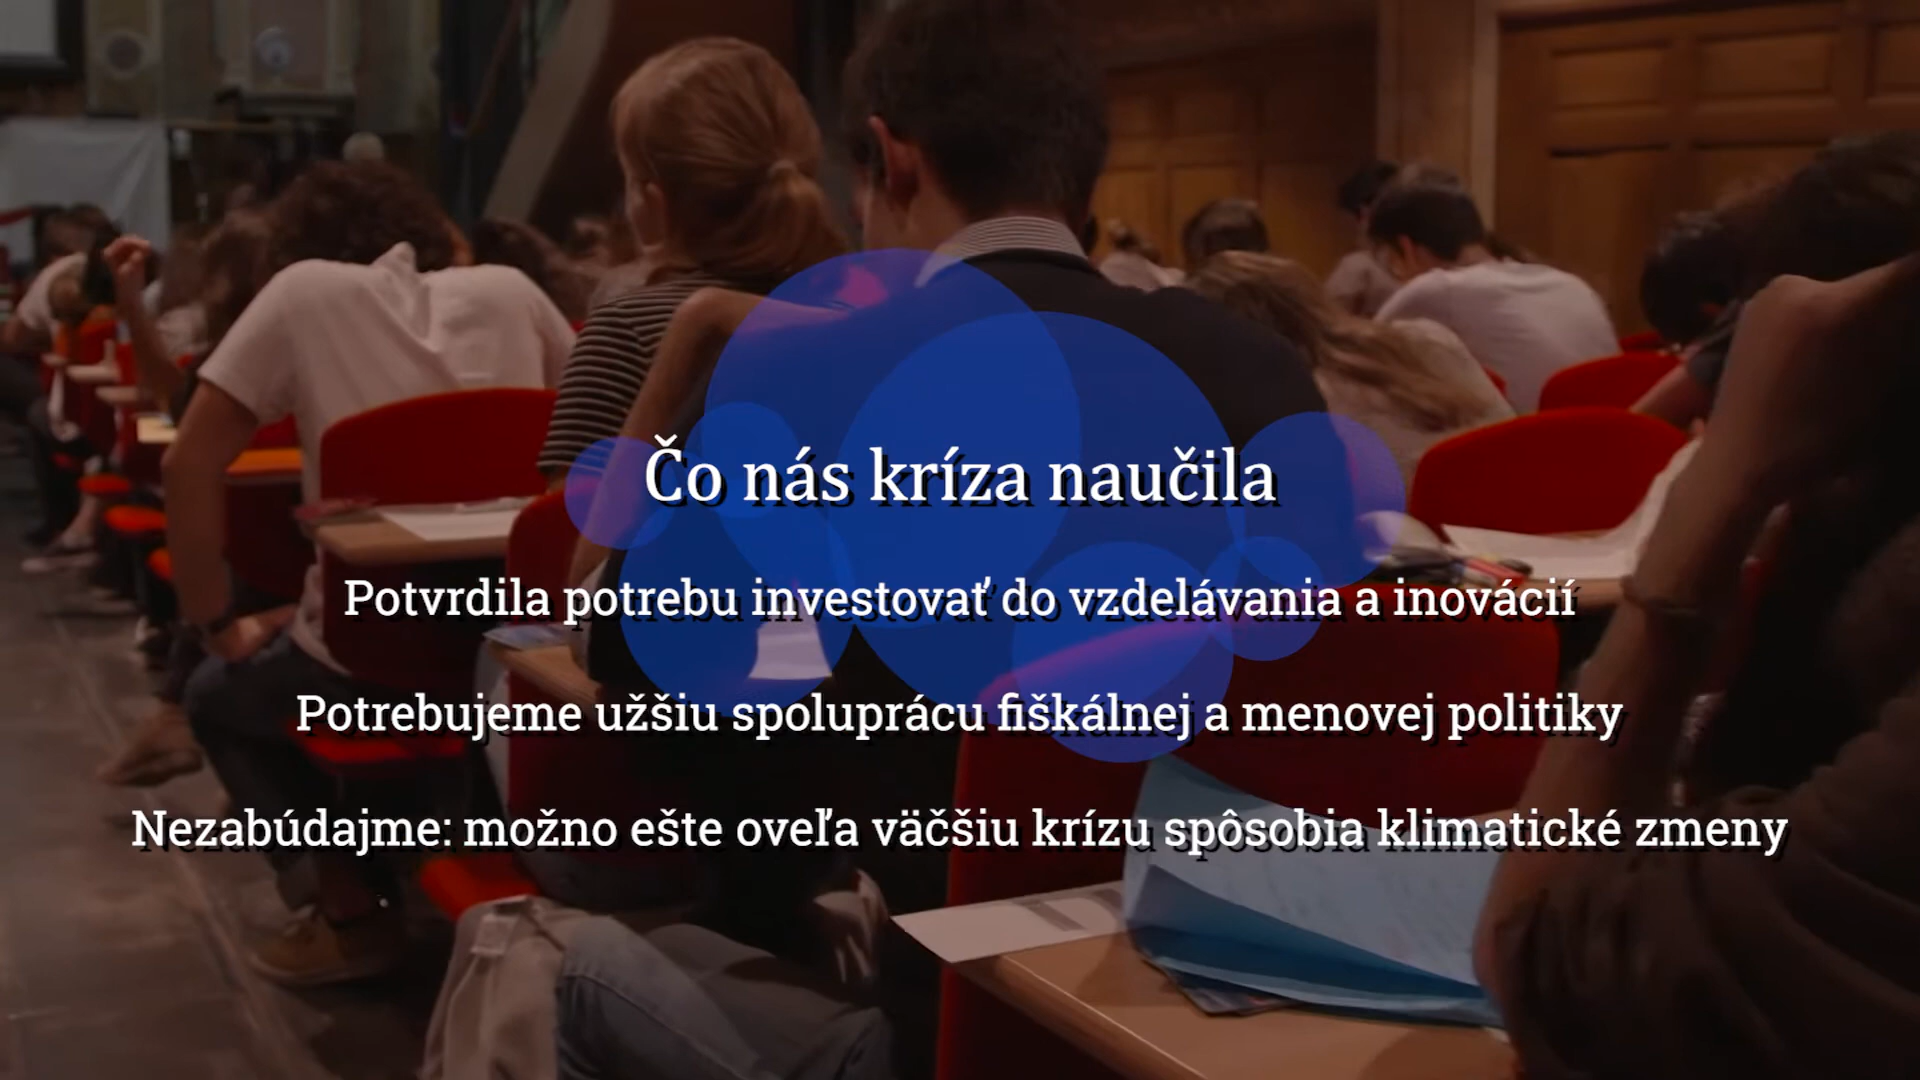 Čo nás kríza naučila
Potvrdila potrebu investovať do vzdelávania a inovácií
Potrebujeme užšiu spoluprácu fiškálnej a menovej politiky
Nezabúdajme: možno ešte oveľa väčšiu krízu spôsobia klimatické zmeny